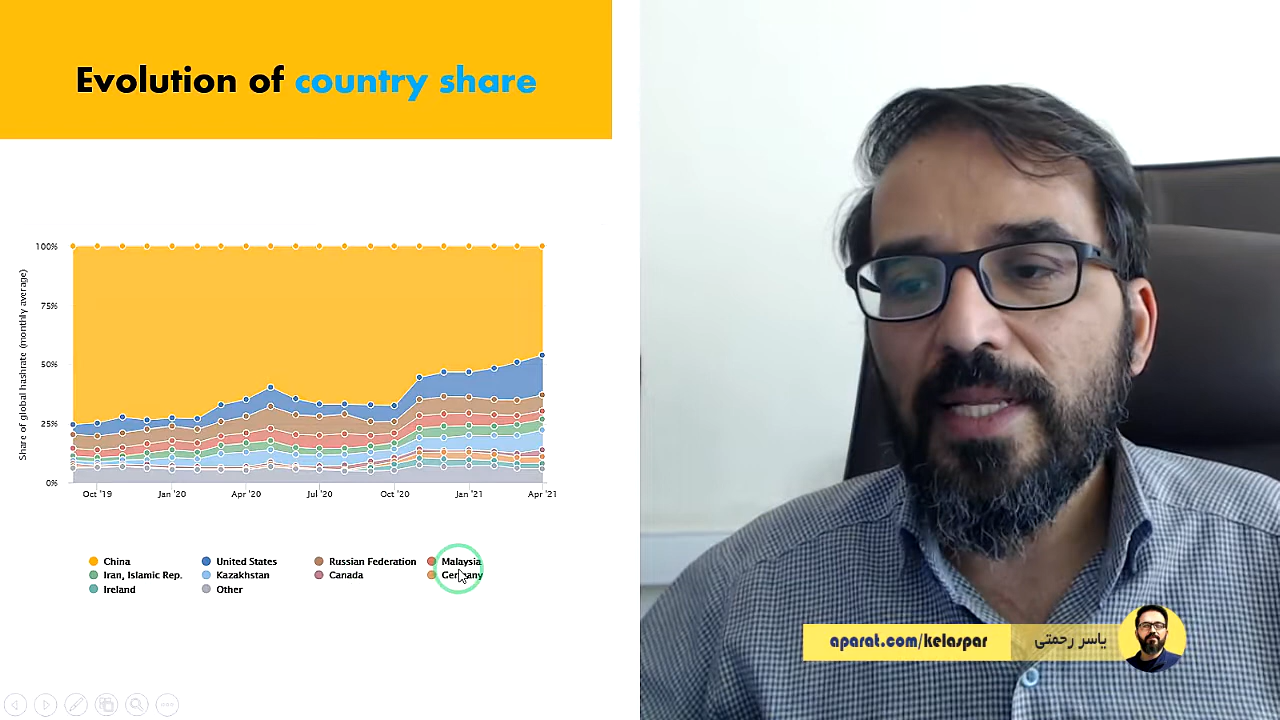 Evolution of country share
100%
75%
50%
25%
0%
Share of global hashrate (monthly average)
Oct '19
Jan '20
Apr '20
Jul '20
Oct '20
Jan '21
Apr '21
China
United States
Russian Federation
Malaysia
Iran, Islamic Rep.
Kazakhstan
Canada
Germany
Ireland
Other
aparat.com/kelaspar
یاسر رحمتی